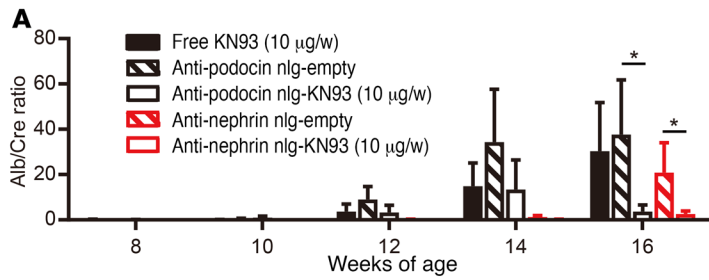 A
80
60
40
20
0
Alb/Cre ratio
Free KN93 (10 μg/w)
Anti-podocin nlg-empty
Anti-podocin nlg-KN93 (10 μg/w)
Anti-nephrin nlg-empty
Anti-nephrin nlg-KN93 (10 μg/w)
*
*
8 10 12 14 16
Weeks of age